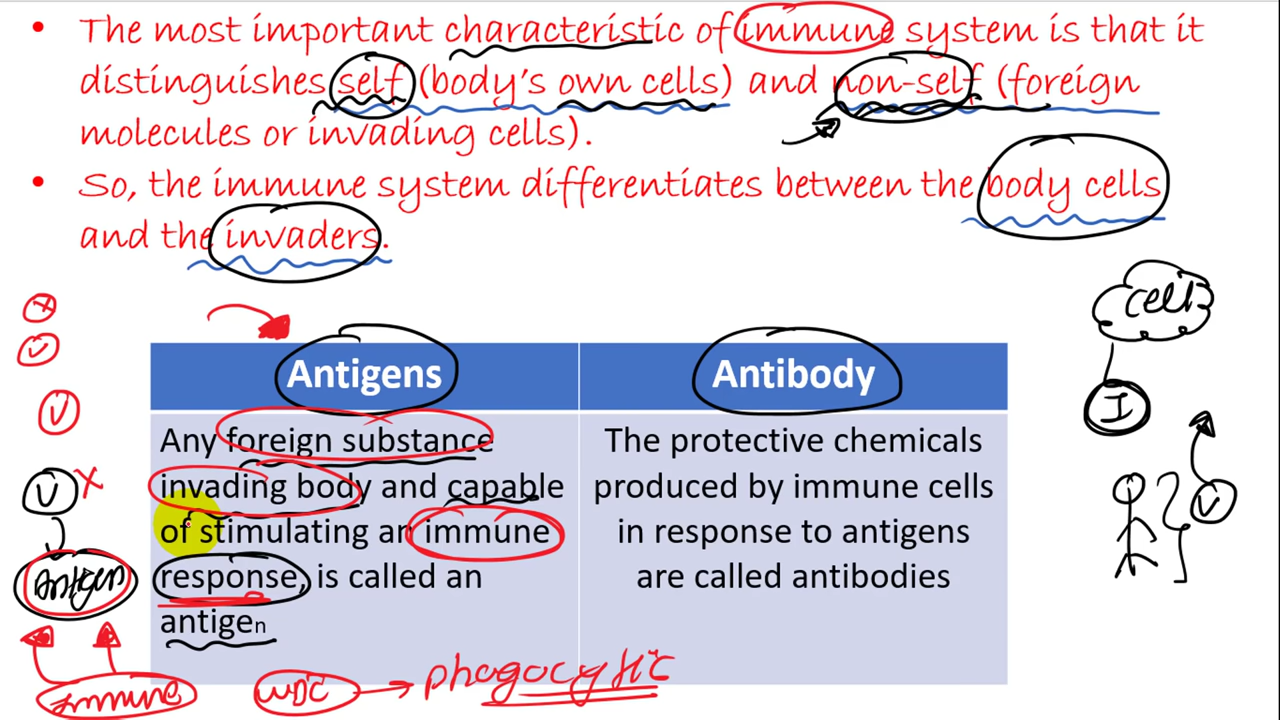 • The most important characteristic of immune system is that it
distinguishes self (body's own cells) and non-self (foreign
molecules or invading cells).
• So, the immune system differentiates between the body cells
and the invaders.
cell
I
V
x
V
V
V x
Antigen
Immune
Antigens
Any foreign substance
invading body and capable
of stimulating an immune
response, is called an
antigen
Antibody
The protective chemicals
produced by immune cells
in response to antigens
are called antibodies
WBC → phagocytic